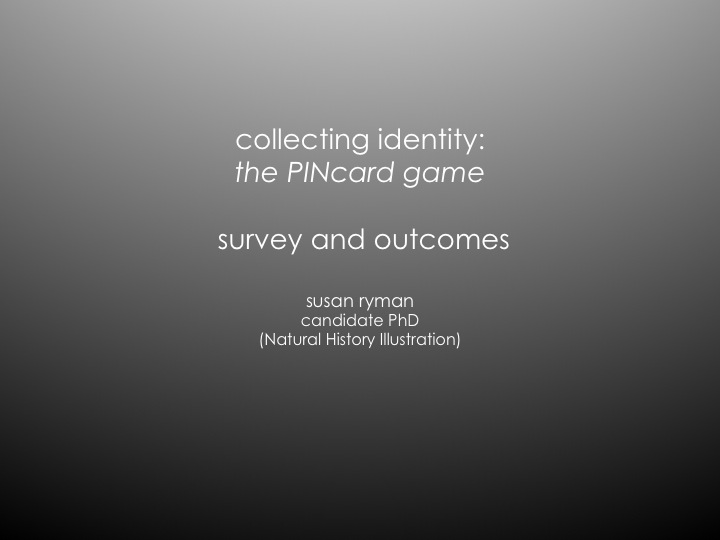 collecting identity:
the PINcard game
survey and outcomes
susan ryman
candidate PhD
(Natural History Illustration)